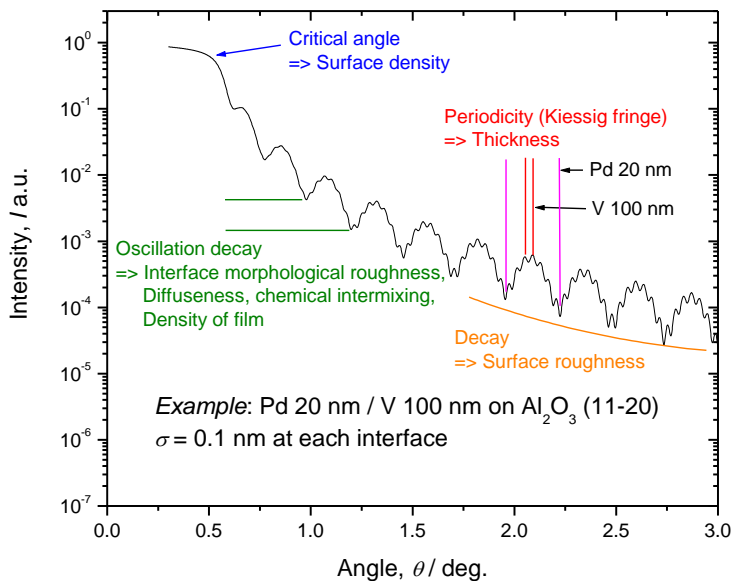 Critical angle
=> Surface density
Periodicity (Kiessig fringe)
=> Thickness
Pd 20 nm
V 100 nm
Oscillation decay
=> Interface morphological roughness,
Diffuseness, chemical intermixing,
Density of film
Decay
=> Surface roughness
Example: Pd 20 nm / V 100 nm on Al₂O₃ (11-20)
σ = 0.1 nm at each interface
Intensity, I a.u.
10⁰
10⁻¹
10⁻²
10⁻³
10⁻⁴
10⁻⁵
10⁻⁶
10⁻⁷
0.0 0.5 1.0 1.5 2.0 2.5 3.0
Angle, θ / deg.